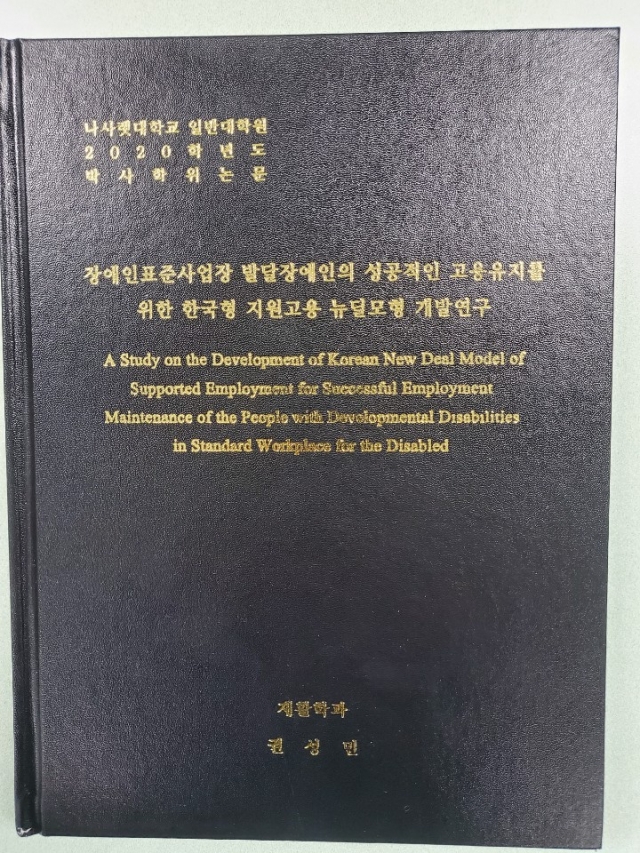 나사렛대학교 일반대학원
2020학년도
박사학위논문
장애인표준사업장 발달장애인의 성공적인 고용유지를
위한 한국형 지원고용 뉴딜모형 개발연구
A Study on the Development of Korean New Deal Model of
Supported Employment for Successful Employment
Maintenance of the People with Developmental Disabilities
in Standard Workplace for the Disabled
재활학과
권성민